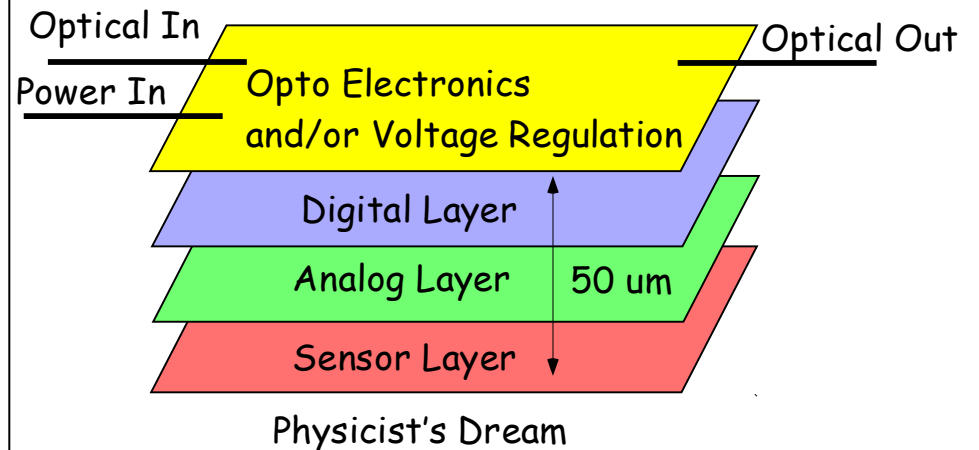 Optical In
Optical Out
Power In
Opto Electronics
and/or Voltage Regulation
Digital Layer
Analog Layer
50 um
Sensor Layer
Physicist's Dream